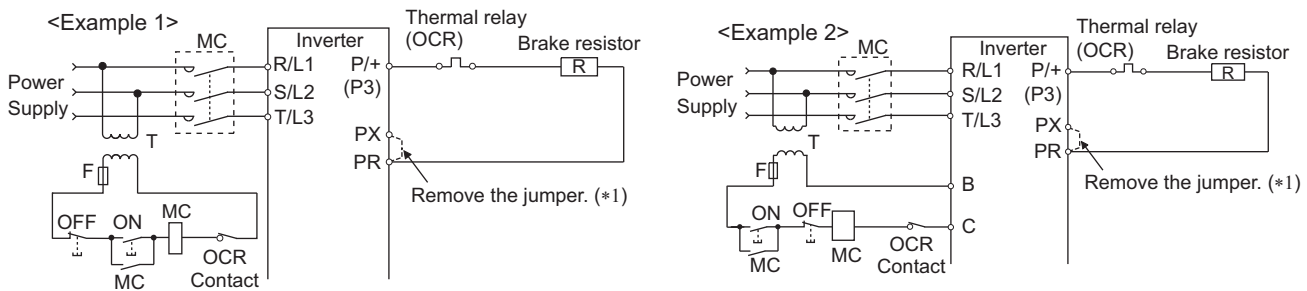 <Example 1>
MC
Power
Supply
Inverter
R/L1
S/L2
T/L3
P/+
(P3)
PX
PR
Thermal relay
(OCR)
Brake resistor
R
T
F
Remove the jumper. (*1)
OFF
ON
MC
MC
OCR
Contact
<Example 2>
MC
Power
Supply
Inverter
R/L1
S/L2
T/L3
P/+
(P3)
PX
PR
Thermal relay
(OCR)
Brake resistor
R
T
F
Remove the jumper. (*1)
B
C
ON
OFF
MC
MC
OCR
Contact